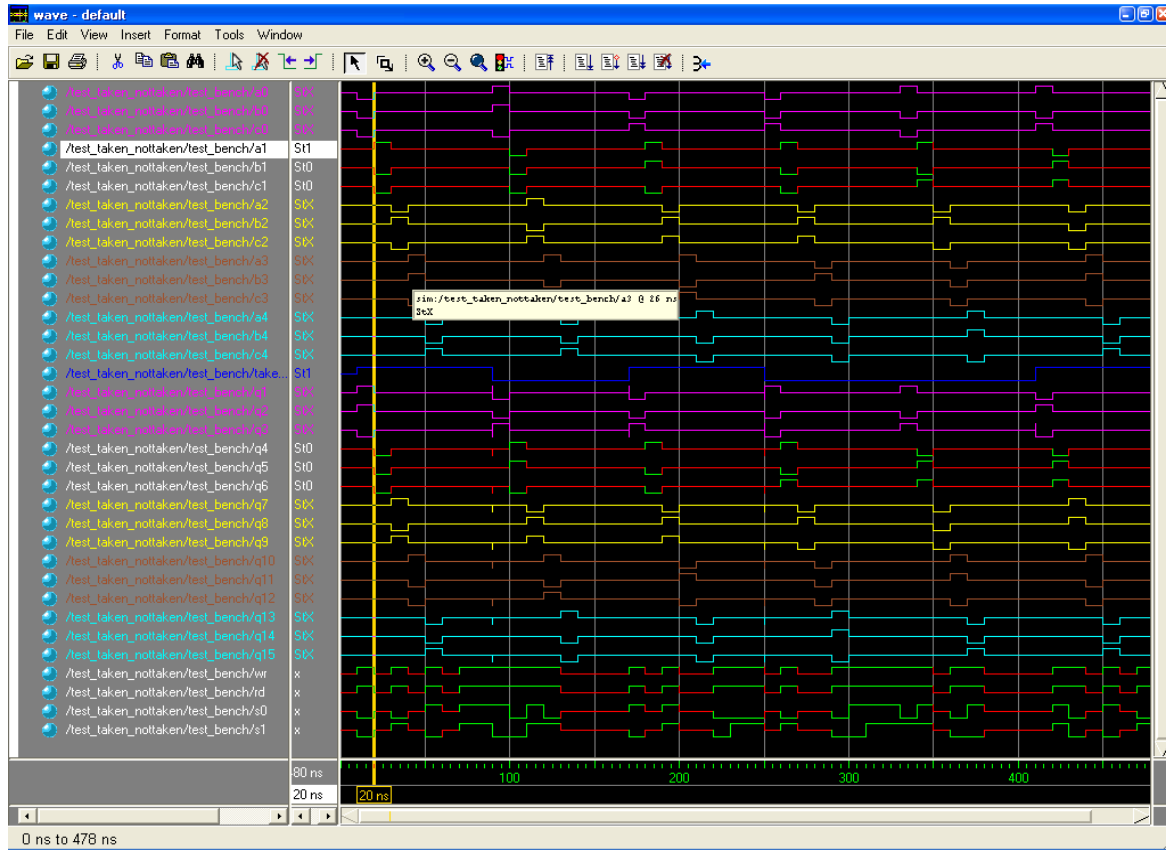 wave - default
File Edit View Insert Format Tools Window
/test_taken_nottaken/test_bench/a0 StX
/test_taken_nottaken/test_bench/b0 StX
/test_taken_nottaken/test_bench/c0 StX
/test_taken_nottaken/test_bench/a1 St1
/test_taken_nottaken/test_bench/b1 St0
/test_taken_nottaken/test_bench/c1 St0
/test_taken_nottaken/test_bench/a2 StX
/test_taken_nottaken/test_bench/b2 StX
/test_taken_nottaken/test_bench/c2 StX
/test_taken_nottaken/test_bench/a3 StX
/test_taken_nottaken/test_bench/b3 StX
/test_taken_nottaken/test_bench/c3 StX
sim:/test_taken_nottaken/test_bench/a3 @ 26 ns
StX
/test_taken_nottaken/test_bench/a4 StX
/test_taken_nottaken/test_bench/b4 StX
/test_taken_nottaken/test_bench/c4 StX
/test_taken_nottaken/test_bench/take... St1
/test_taken_nottaken/test_bench/q1 StX
/test_taken_nottaken/test_bench/q2 StX
/test_taken_nottaken/test_bench/q3 StX
/test_taken_nottaken/test_bench/q4 St0
/test_taken_nottaken/test_bench/q5 St0
/test_taken_nottaken/test_bench/q6 St0
/test_taken_nottaken/test_bench/q7 StX
/test_taken_nottaken/test_bench/q8 StX
/test_taken_nottaken/test_bench/q9 StX
/test_taken_nottaken/test_bench/q10 StX
/test_taken_nottaken/test_bench/q11 StX
/test_taken_nottaken/test_bench/q12 StX
/test_taken_nottaken/test_bench/q13 StX
/test_taken_nottaken/test_bench/q14 StX
/test_taken_nottaken/test_bench/q15 StX
/test_taken_nottaken/test_bench/wr x
/test_taken_nottaken/test_bench/rd x
/test_taken_nottaken/test_bench/s0 x
/test_taken_nottaken/test_bench/s1 x
80 ns 100 200 300 400
20 ns 20 ns
0 ns to 478 ns